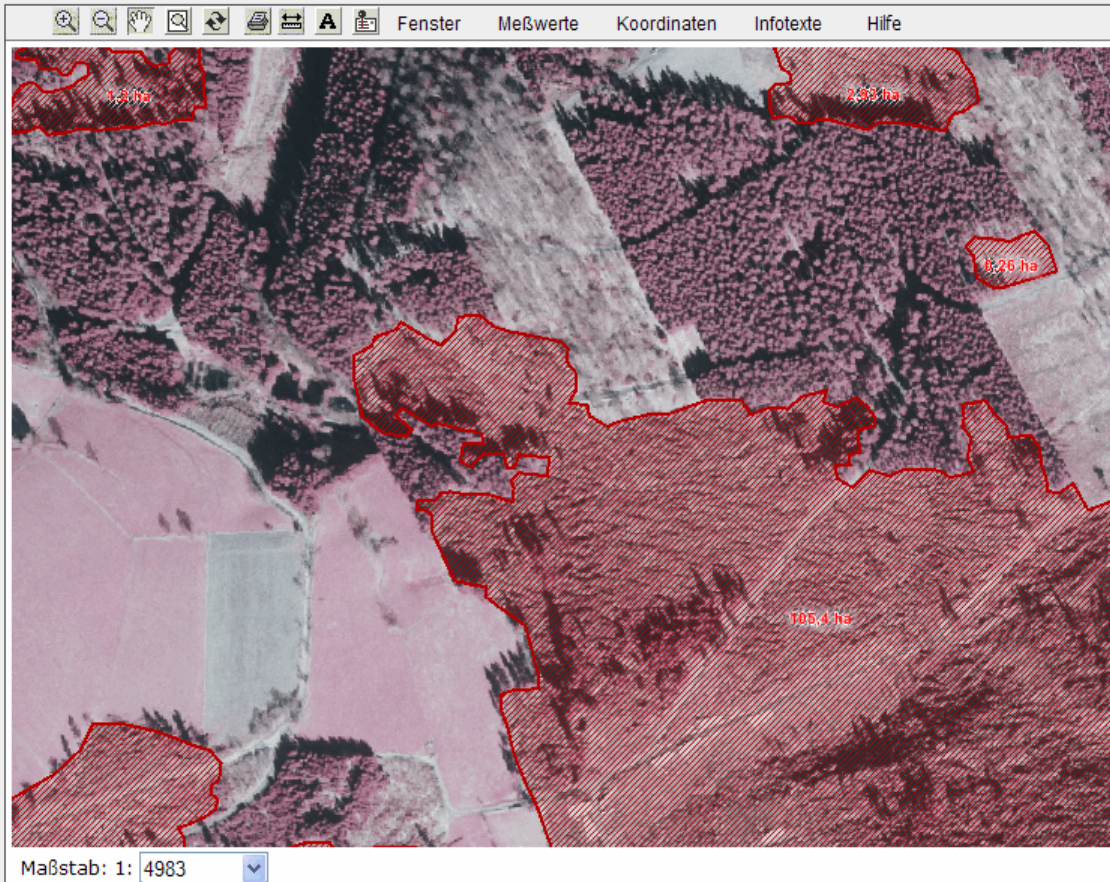 A Fenster Meßwerte Koordinaten Infotexte Hilfe
1,2 ha
2,93 ha
0,26 ha
105,4 ha
Maßstab: 1: 4983